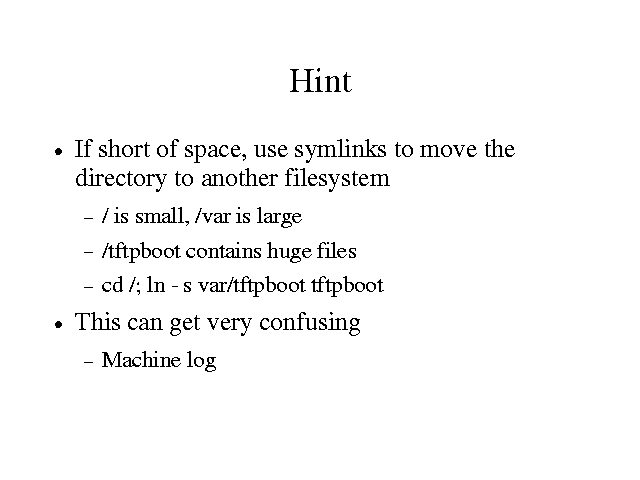 Hint
• If short of space, use symlinks to move the
directory to another filesystem
– / is small, /var is large
– /tftpboot contains huge files
– cd /; ln - s var/tftpboot tftpboot
• This can get very confusing
– Machine log